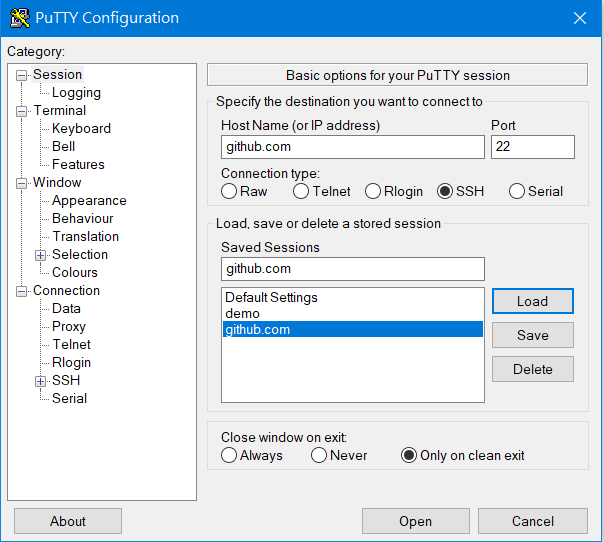 PuTTY Configuration
Category:
Session
Logging
Terminal
Keyboard
Bell
Features
Window
Appearance
Behaviour
Translation
Selection
Colours
Connection
Data
Proxy
Telnet
Rlogin
SSH
Serial
Basic options for your PuTTY session
Specify the destination you want to connect to
Host Name (or IP address) Port
github.com 22
Connection type:
Raw Telnet Rlogin SSH Serial
Load, save or delete a stored session
Saved Sessions
github.com
Default Settings
demo
github.com
Load
Save
Delete
Close window on exit:
Always Never Only on clean exit
About Open Cancel